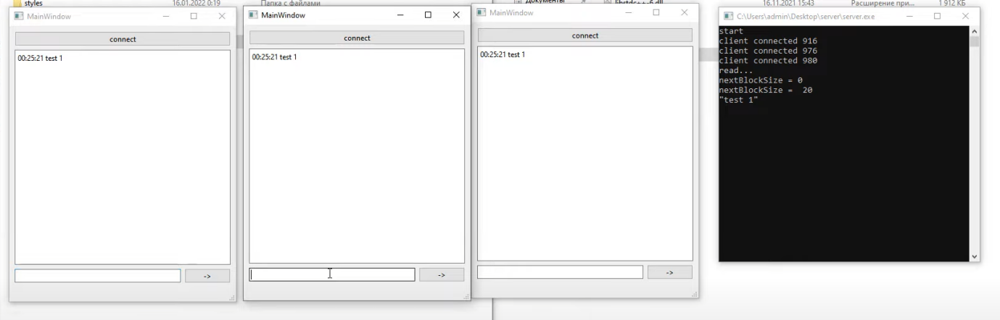 styles 16.01.2022 0:19 Папка с файлами Документы libstdc++-6.dll 16.11.2021 15:43 Расширение при... 1 912 КБ
MainWindow
connect
00:25:21 test 1
->
MainWindow
connect
00:25:21 test 1
->
MainWindow
connect
00:25:21 test 1
->
C:\Users\admin\Desktop\server\server.exe
start
client connected 916
client connected 976
client connected 980
read...
nextBlockSize = 0
nextBlockSize =  20
"test 1"